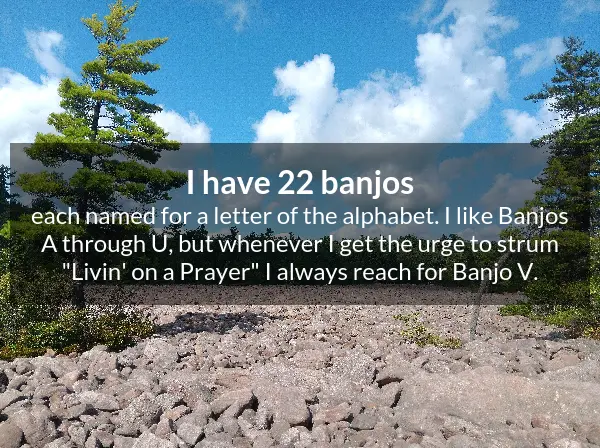 I have 22 banjos
each named for a letter of the alphabet. I like Banjos
A through U, but whenever I get the urge to strum
"Livin' on a Prayer" I always reach for Banjo V.